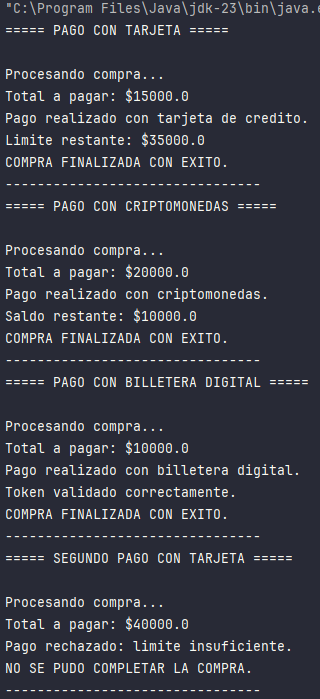 "C:\Program Files\Java\jdk-23\bin\java.e
===== PAGO CON TARJETA =====
Procesando compra...
Total a pagar: $15000.0
Pago realizado con tarjeta de credito.
Limite restante: $35000.0
COMPRA FINALIZADA CON EXITO.
--------------------------------
===== PAGO CON CRIPTOMONEDAS =====
Procesando compra...
Total a pagar: $20000.0
Pago realizado con criptomonedas.
Saldo restante: $10000.0
COMPRA FINALIZADA CON EXITO.
--------------------------------
===== PAGO CON BILLETERA DIGITAL =====
Procesando compra...
Total a pagar: $10000.0
Pago realizado con billetera digital.
Token validado correctamente.
COMPRA FINALIZADA CON EXITO.
--------------------------------
===== SEGUNDO PAGO CON TARJETA =====
Procesando compra...
Total a pagar: $40000.0
Pago rechazado: limite insuficiente.
NO SE PUDO COMPLETAR LA COMPRA.
--------------------------------